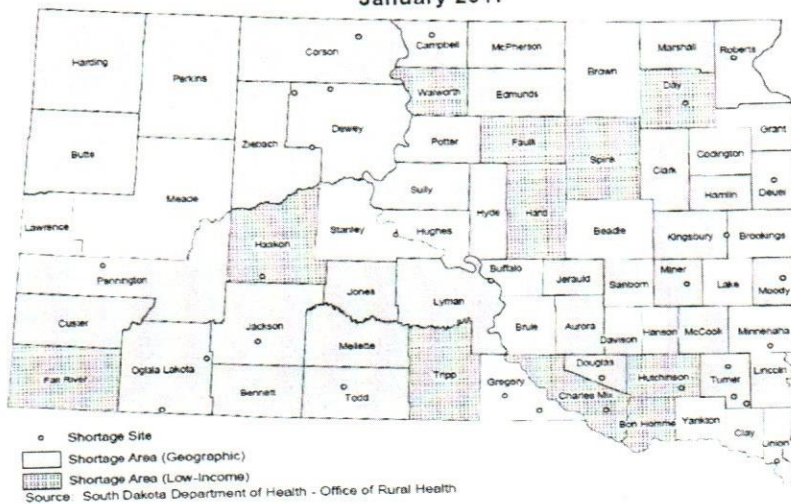 January 2017
Harding
Perkins
Corson
Campbell
McPherson
Brown
Marshall
Roberts
Walworth
Edmunds
Day
Dewey
Ziebach
Potter
Faulk
Spink
Grant
Butte
Meade
Clark
Codington
Hamlin
Deuel
Sully
Hyde
Hand
Lawrence
Haakon
Stanley
Hughes
Beadle
Kingsbury
Brookings
Pennington
Buffalo
Jerauld
Sanborn
Miner
Lake
Moody
Jones
Lyman
Custer
Jackson
Brule
Aurora
Davison
Hanson
McCook
Minnehaha
Mellette
Fall River
Oglala Lakota
Tripp
Gregory
Douglas
Hutchinson
Turner
Lincoln
Bennett
Todd
Charles Mix
Bon Homme
Yankton
Clay
Union
Shortage Site
Shortage Area (Geographic)
Shortage Area (Low-Income)
Source: South Dakota Department of Health - Office of Rural Health